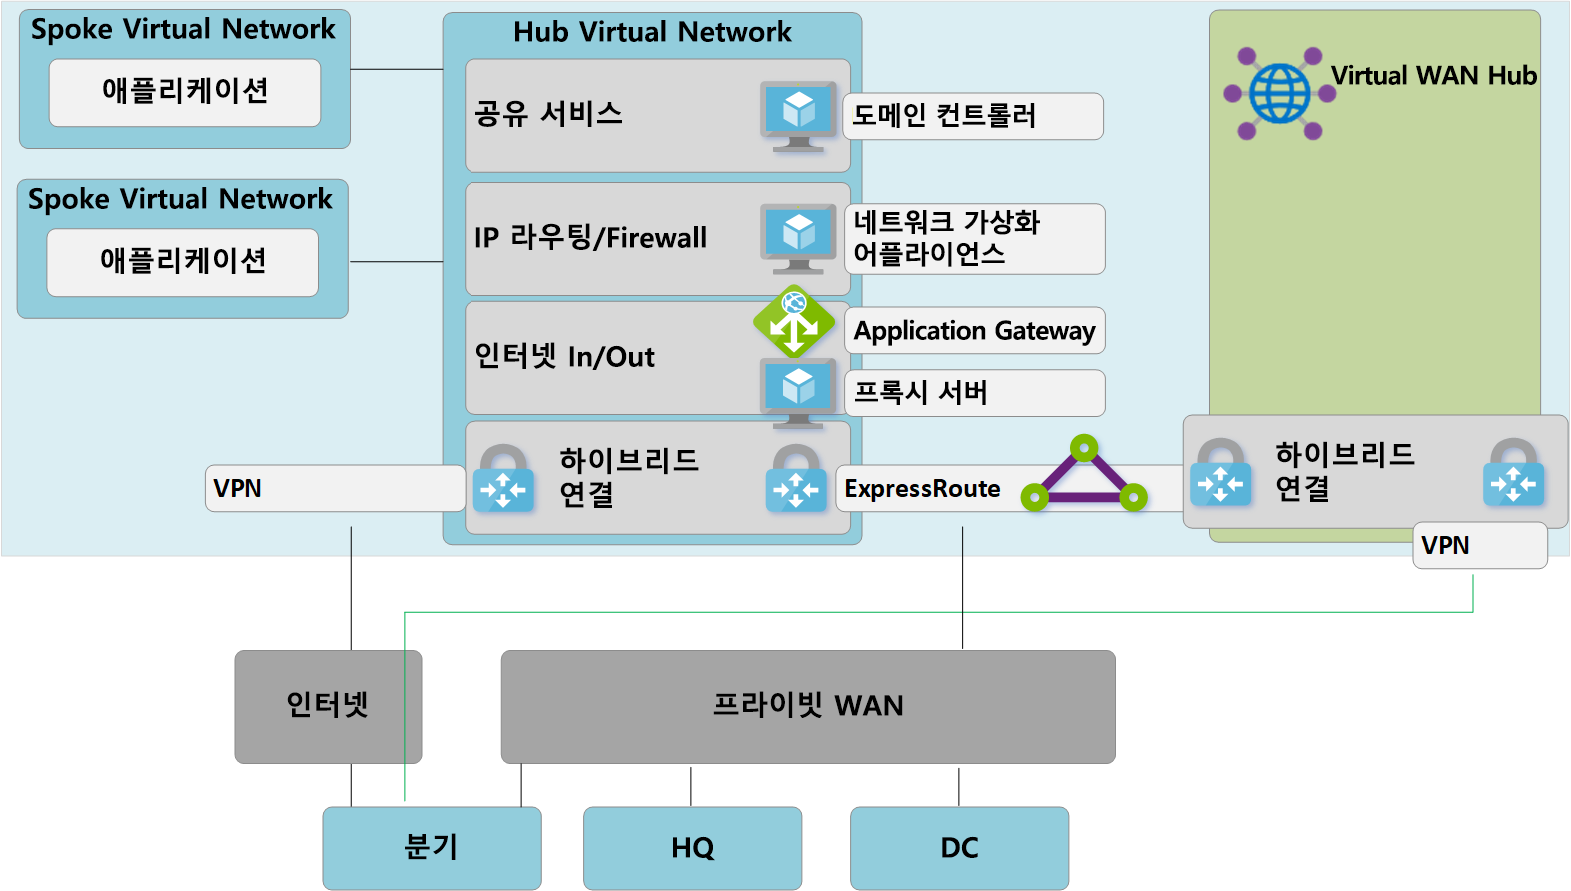 Spoke Virtual Network
애플리케이션
Spoke Virtual Network
애플리케이션
Hub Virtual Network
공유 서비스
도메인 컨트롤러
IP 라우팅/Firewall
네트워크 가상화
어플라이언스
인터넷 In/Out
Application Gateway
프록시 서버
VPN
하이브리드
연결
ExpressRoute
Virtual WAN Hub
하이브리드
연결
VPN
인터넷
프라이빗 WAN
분기
HQ
DC